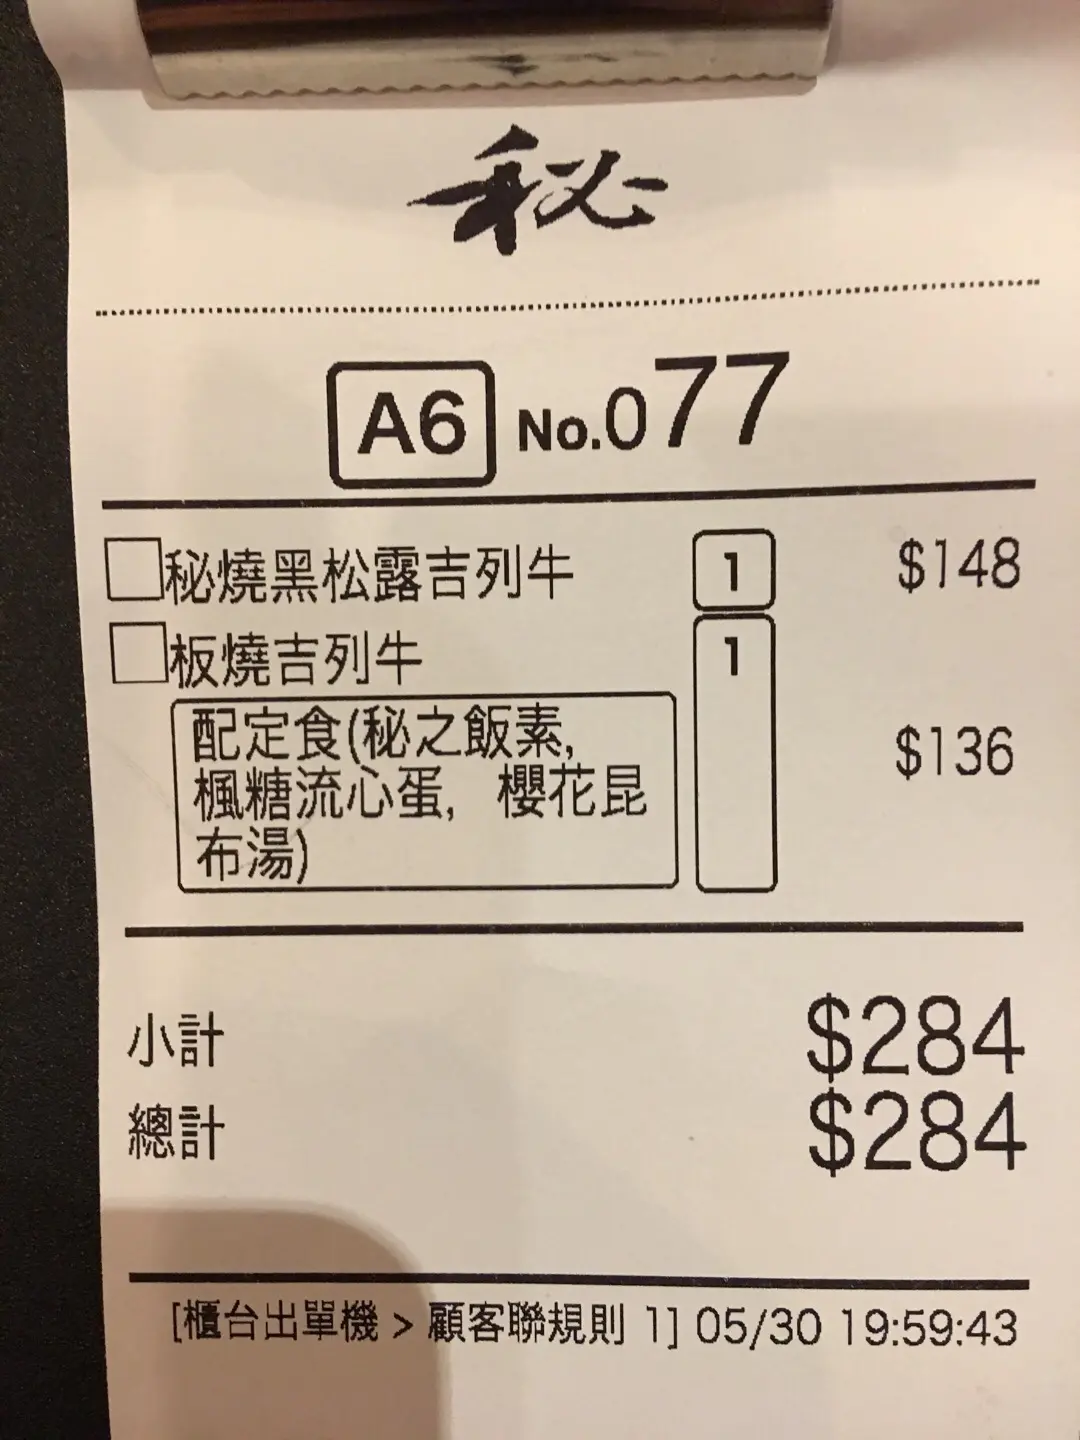 秘
A6 No.077
秘燒黑松露吉列牛 1 $148
板燒吉列牛 1
配定食(秘之飯素,
楓糖流心蛋, 櫻花昆 $136
布湯)
小計 $284
總計 $284
[櫃台出單機 > 顧客聯規則 1] 05/30 19:59:43